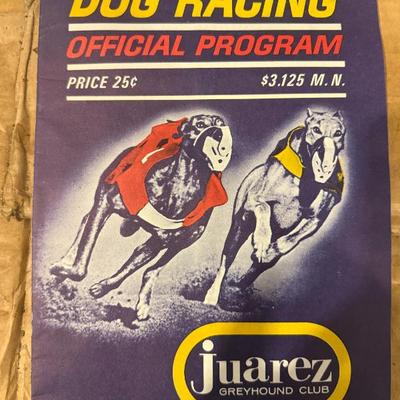 DOG RACING
OFFICIAL PROGRAM
PRICE 25¢ $3.125 M.N.
juarez
GREYHOUND CLUB